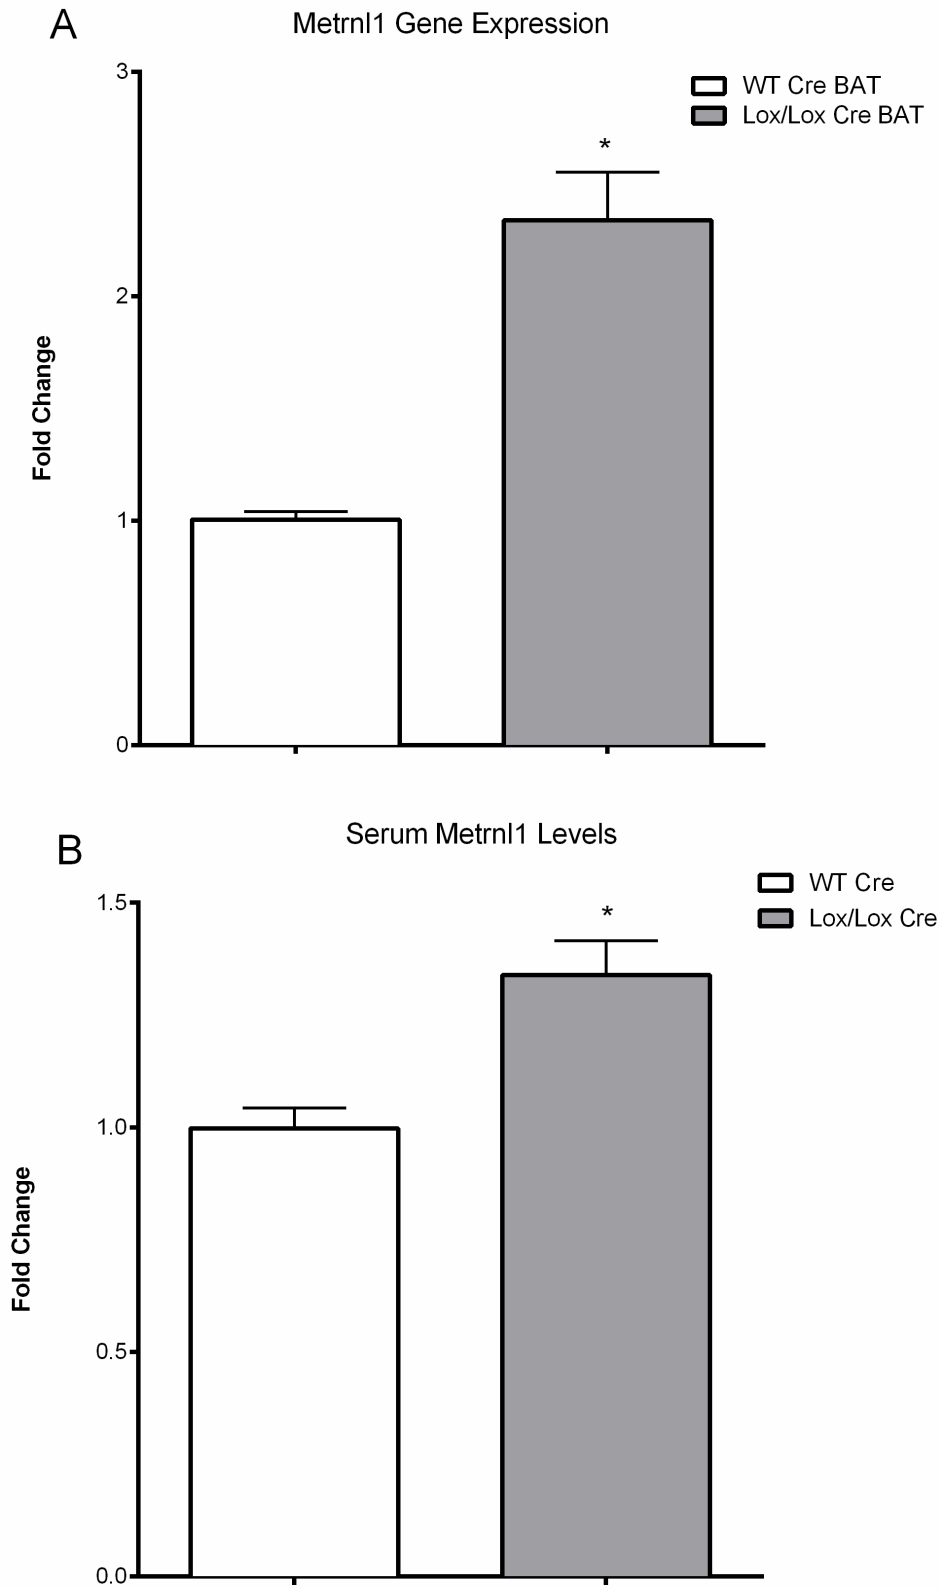 A
Metrnl1 Gene Expression
WT Cre BAT
Lox/Lox Cre BAT
3
*
2
Fold Change
1
0
B
Serum Metrnl1 Levels
WT Cre
Lox/Lox Cre
1.5
*
1.0
Fold Change
0.5
0.0